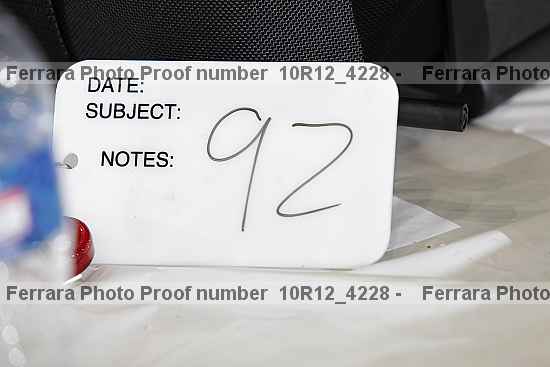 Ferrara Photo Proof number 10R12_4228 - Ferrara Photo
DATE:
SUBJECT: 92
NOTES:
Ferrara Photo Proof number 10R12_4228 - Ferrara Photo